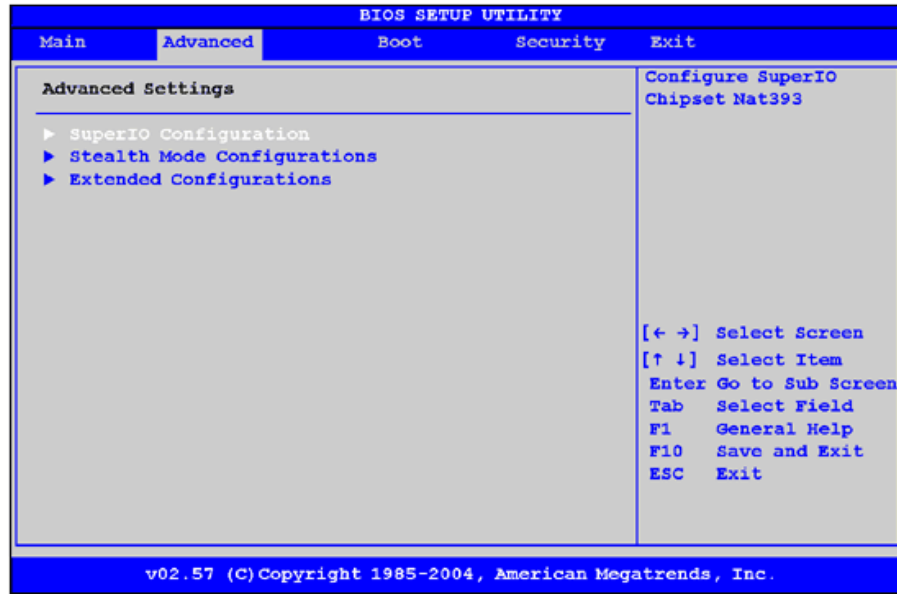 BIOS SETUP UTILITY
Main Advanced Boot Security Exit
Advanced Settings
▶ SuperIO Configuration
▶ Stealth Mode Configurations
▶ Extended Configurations
Configure SuperIO
Chipset Nat393
[← →] Select Screen
[↑ ↓] Select Item
Enter Go to Sub Screen
Tab Select Field
F1 General Help
F10 Save and Exit
ESC Exit
v02.57 (C)Copyright 1985-2004, American Megatrends, Inc.